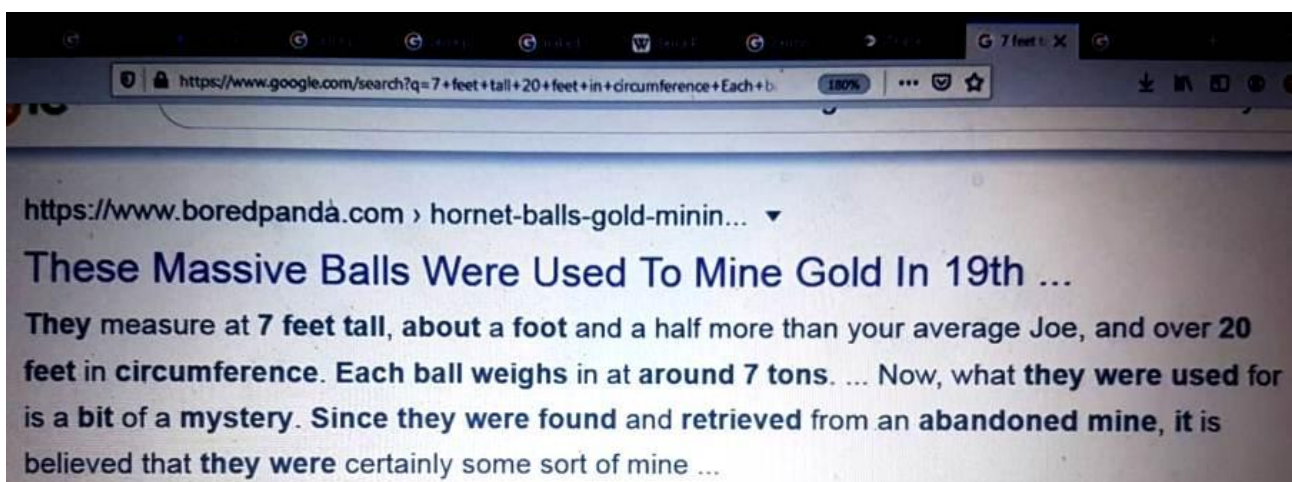 G 7 feet t
https://www.google.com/search?q=7+feet+tall+20+feet+in+circumference+Each+b
180%
https://www.boredpanda.com › hornet-balls-gold-minin...
These Massive Balls Were Used To Mine Gold In 19th ...
They measure at 7 feet tall, about a foot and a half more than your average Joe, and over 20
feet in circumference. Each ball weighs in at around 7 tons. ... Now, what they were used for
is a bit of a mystery. Since they were found and retrieved from an abandoned mine, it is
believed that they were certainly some sort of mine ...